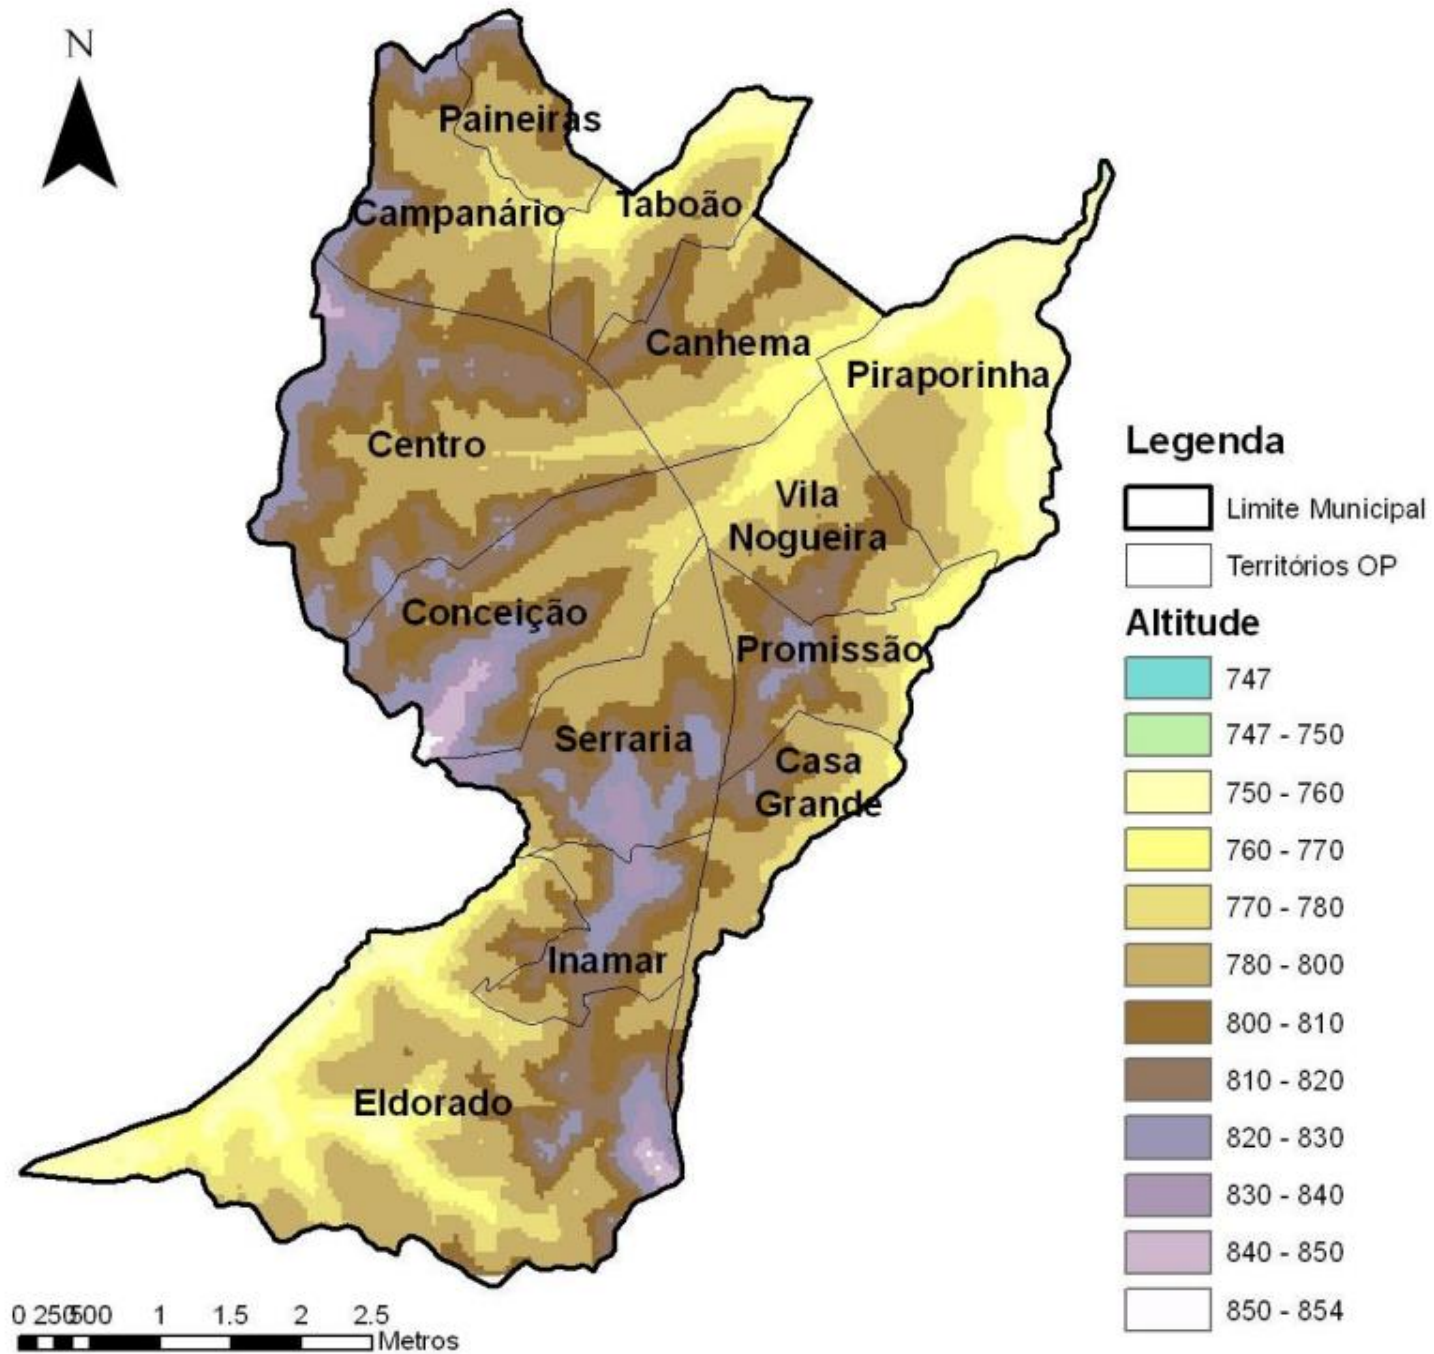 N
Paineiras
Campanário
Taboão
Canhema
Piraporinha
Centro
Vila
Nogueira
Conceição
Promissão
Serraria
Casa
Grande
Inamar
Eldorado
Legenda
Limite Municipal
Territórios OP
Altitude
747
747 - 750
750 - 760
760 - 770
770 - 780
780 - 800
800 - 810
810 - 820
820 - 830
830 - 840
840 - 850
850 - 854
0 250500 1 1.5 2 2.5
Metros